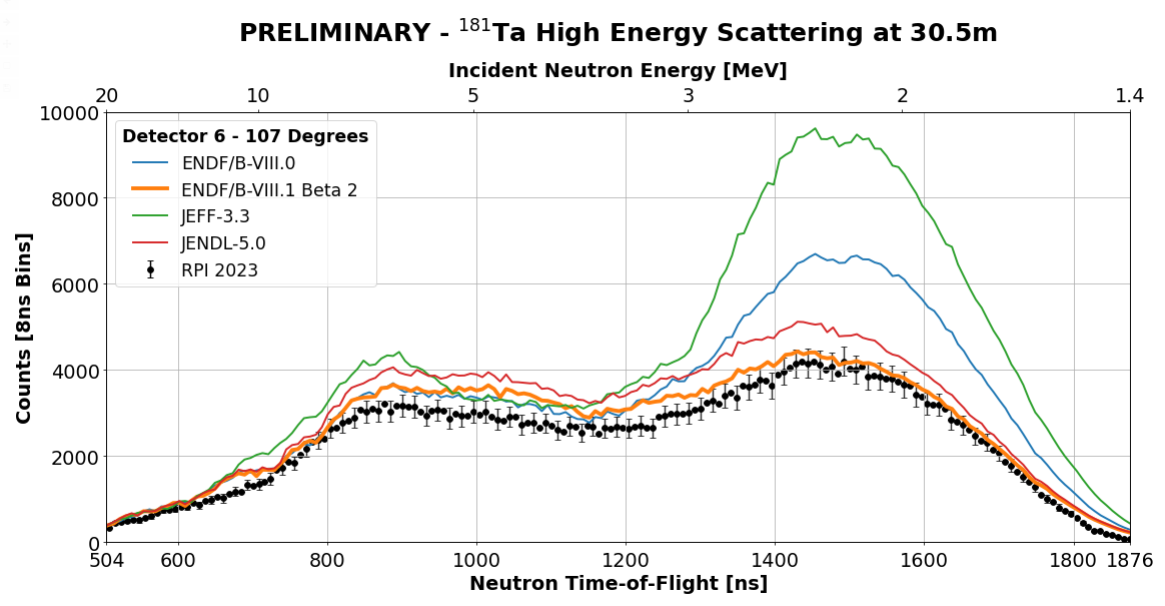 PRELIMINARY - ¹⁸¹Ta High Energy Scattering at 30.5m
Incident Neutron Energy [MeV]
20 10 5 3 2 1.4
10000
8000
6000
4000
2000
0
Counts [8ns Bins]
Detector 6 - 107 Degrees
ENDF/B-VIII.0
ENDF/B-VIII.1 Beta 2
JEFF-3.3
JENDL-5.0
RPI 2023
504 600 800 1000 1200 1400 1600 1800 1876
Neutron Time-of-Flight [ns]